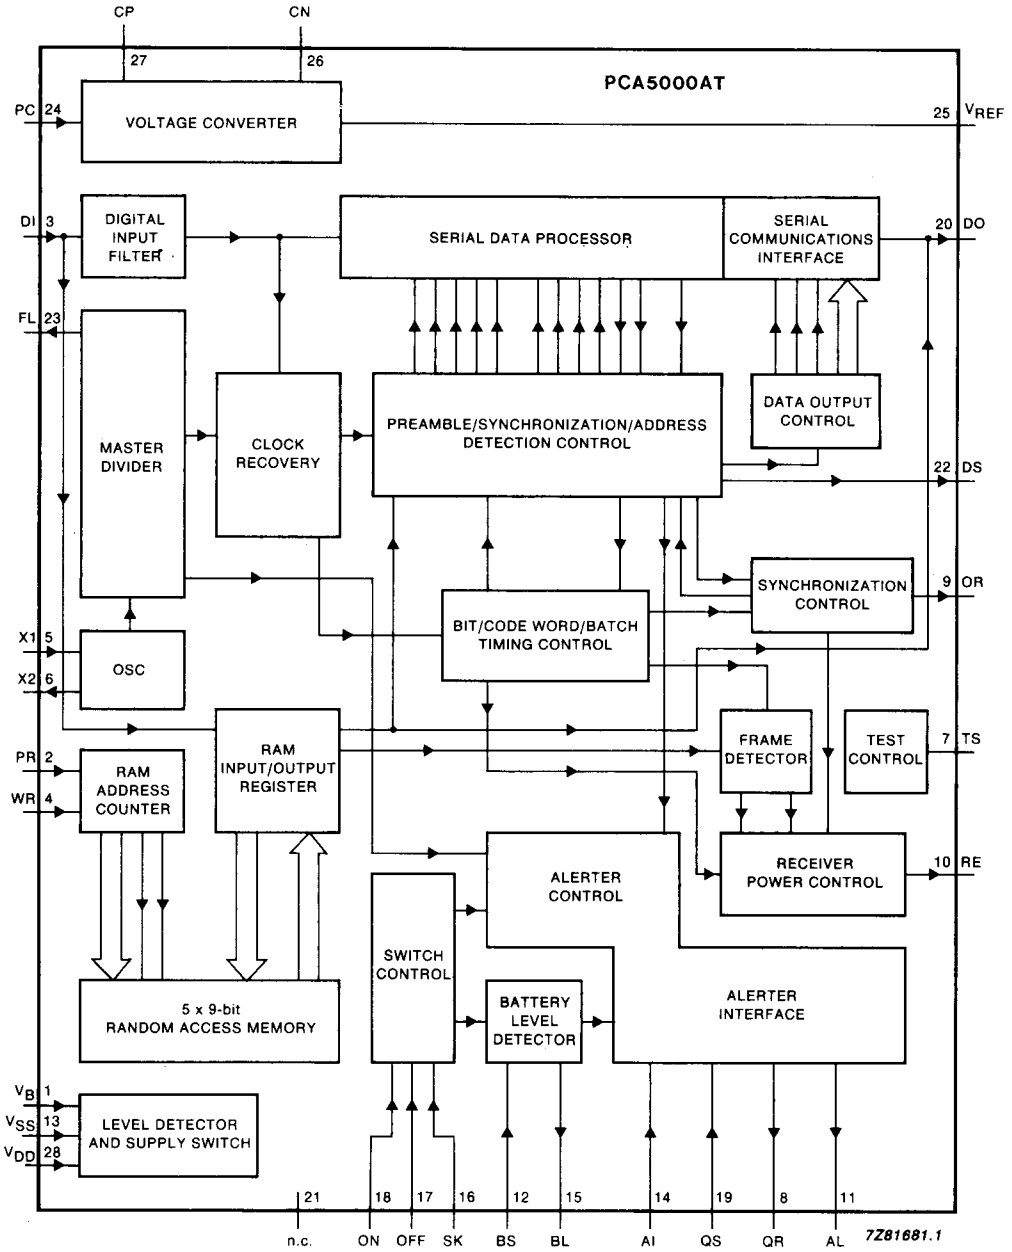 CP
CN
27
26
PCA5000AT
PC 24
VOLTAGE CONVERTER
25 VREF
DI 3
DIGITAL
INPUT
FILTER
SERIAL DATA PROCESSOR
SERIAL
COMMUNICATIONS
INTERFACE
20 DO
FL 23
MASTER
DIVIDER
CLOCK
RECOVERY
PREAMBLE/SYNCHRONIZATION/ADDRESS
DETECTION CONTROL
DATA OUTPUT
CONTROL
22 DS
SYNCHRONIZATION
CONTROL
9 OR
BIT/CODE WORD/BATCH
TIMING CONTROL
X1 5
OSC
X2 6
RAM
INPUT/OUTPUT
REGISTER
FRAME
DETECTOR
TEST
CONTROL
7 TS
PR 2
RAM
ADDRESS
COUNTER
WR 4
ALERTER
CONTROL
RECEIVER
POWER CONTROL
10 RE
SWITCH
CONTROL
5 x 9-bit
RANDOM ACCESS MEMORY
BATTERY
LEVEL
DETECTOR
ALERTER
INTERFACE
VB 1
VSS 13
VDD 28
LEVEL DETECTOR
AND SUPPLY SWITCH
21 18 17 16 12 15 14 19 8 11
n.c. ON OFF SK BS BL AI QS QR AL
7Z81681.1